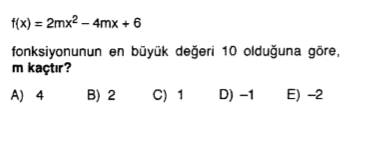 f(x) = 2mx² – 4mx + 6
fonksiyonunun en büyük değeri 10 olduğuna göre,
m kaçtır?
A) 4 B) 2 C) 1 D) –1 E) –2